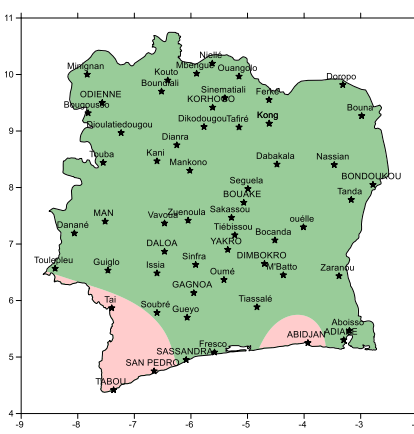 11
Niellé
Minignan
Mbengué
Ouangolo
Kouto
10
Doropo
Boundiali
Sinematiali
Ferké
ODIENNE
KORHOGO
Bougousso
Bouna
Kong
Dikodougou
Tafiré
Dioulatiedougou
9
Dianra
Kani
Touba
Mankono
Dabakala
Nassian
BONDOUKOU
8
Seguela
Tanda
BOUAKE
Sakassou
MAN
Vavoua
Zuenoula
ouélle
Danané
Tiébissou
Bocanda
7
DALOA
YAKRO
Toulepleu
Guiglo
Sinfra
DIMBOKRO
Issia
M'Batto
Zaranou
Oumé
GAGNOA
6
Tai
Soubré
Gueyo
Tiassalé
Aboisso
ABIDJAN
ADIAKE
Fresco
SASSANDRA
5
SAN PEDRO
TABOU
4
-9
-8
-7
-6
-5
-4
-3